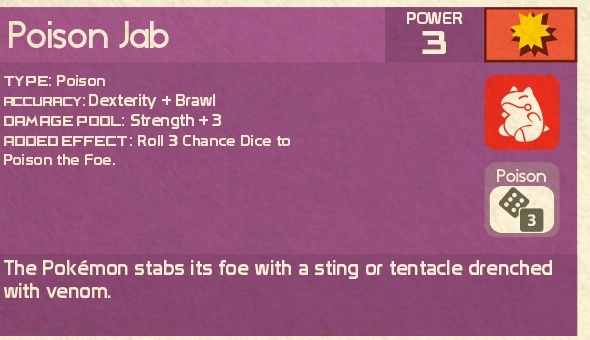 Poison Jab
POWER
3
TYPE: Poison
ACCURACY: Dexterity + Brawl
DAMAGE POOL: Strength + 3
ADDED EFFECT: Roll 3 Chance Dice to
Poison the Foe.
Poison
3
The Pokémon stabs its foe with a sting or tentacle drenched
with venom.